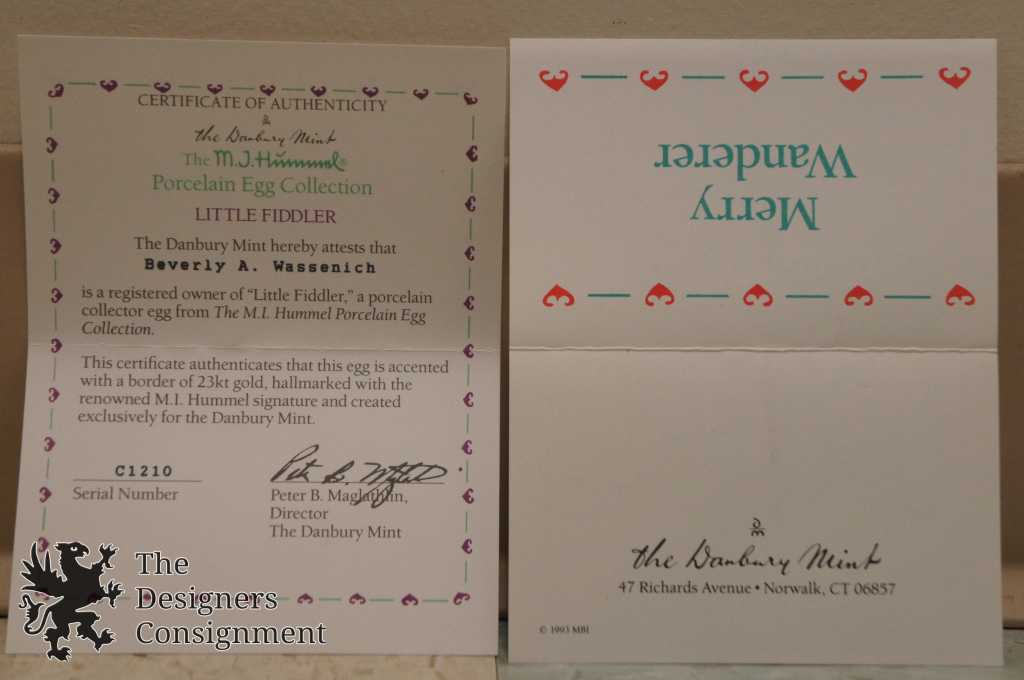 CERTIFICATE OF AUTHENTICITY
the Danbury Mint
The M.J. Hummel®
Porcelain Egg Collection
LITTLE FIDDLER
The Danbury Mint hereby attests that
Beverly A. Wassenich
is a registered owner of "Little Fiddler," a porcelain
collector egg from The M.I. Hummel Porcelain Egg
Collection.
This certificate authenticates that this egg is accented
with a border of 23kt gold, hallmarked with the
renowned M.I. Hummel signature and created
exclusively for the Danbury Mint.
C1210
Serial Number
Peter B. Maglathlin,
Director
The Danbury Mint
The
Designers
Consignment
Merry
Wanderer
the Danbury Mint
47 Richards Avenue • Norwalk, CT 06857
© 1993 MBI